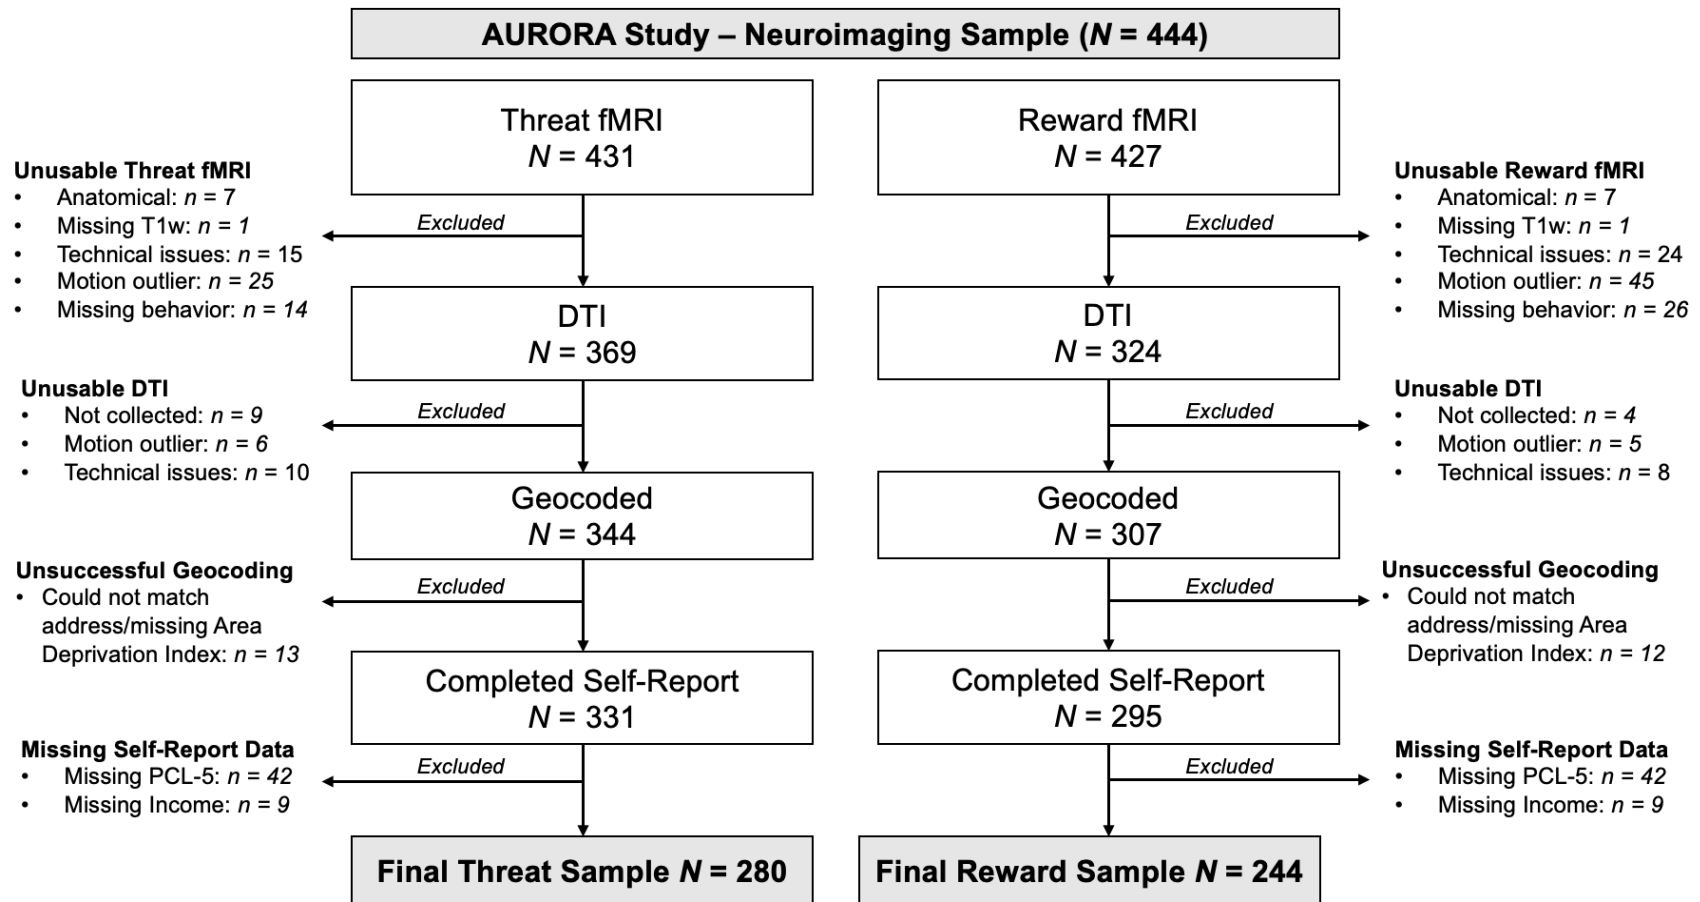 AURORA Study – Neuroimaging Sample (N = 444)
Threat fMRI
N = 431
Unusable Threat fMRI
• Anatomical: n = 7
• Missing T1w: n = 1
• Technical issues: n = 15
• Motion outlier: n = 25
• Missing behavior: n = 14
Excluded
DTI
N = 369
Unusable DTI
• Not collected: n = 9
• Motion outlier: n = 6
• Technical issues: n = 10
Excluded
Geocoded
N = 344
Unsuccessful Geocoding
• Could not match
address/missing Area
Deprivation Index: n = 13
Excluded
Completed Self-Report
N = 331
Missing Self-Report Data
• Missing PCL-5: n = 42
• Missing Income: n = 9
Excluded
Final Threat Sample N = 280
Reward fMRI
N = 427
Excluded
Unusable Reward fMRI
• Anatomical: n = 7
• Missing T1w: n = 1
• Technical issues: n = 24
• Motion outlier: n = 45
• Missing behavior: n = 26
DTI
N = 324
Excluded
Unusable DTI
• Not collected: n = 4
• Motion outlier: n = 5
• Technical issues: n = 8
Geocoded
N = 307
Excluded
Unsuccessful Geocoding
• Could not match
address/missing Area
Deprivation Index: n = 12
Completed Self-Report
N = 295
Excluded
Missing Self-Report Data
• Missing PCL-5: n = 42
• Missing Income: n = 9
Final Reward Sample N = 244